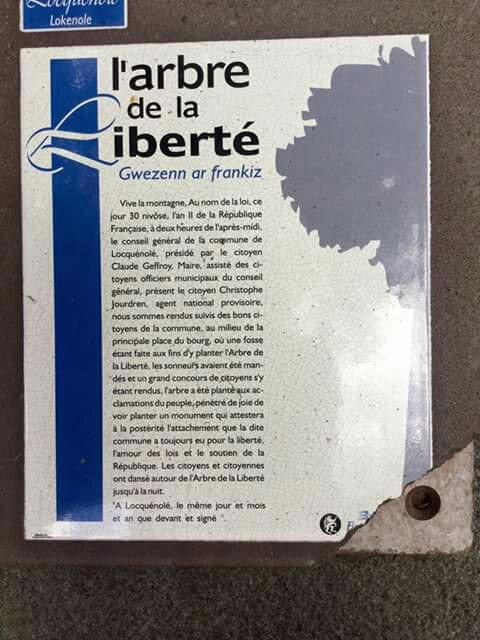 Locquénolé
Lokenole
l'arbre
de la
Liberté
Gwezenn ar frankiz
Vive la montagne, Au nom de la loi, ce
jour 30 nivôse, l'an II de la République
Française, à deux heures de l'après-midi,
le conseil général de la commune de
Locquénolé, présidé par le citoyen
Claude Geffroy, Maire, assisté des ci-
toyens officiers municipaux du conseil
général, présent le citoyen Christophe
Jourdren, agent national provisoire,
nous sommes rendus suivis des bons ci-
toyens de la commune, au milieu de la
principale place du bourg, où une fosse
étant faite aux fins d'y planter l'Arbre de
la Liberté, les sonneurs avaient été man-
dés et un grand concours de citoyens s'y
étant rendus, l'arbre a été planté aux ac-
clamations du peuple, pénétré de joie de
voir planter un monument qui attestera
à la postérité l'attachement que la dite
commune a toujours eu pour la liberté,
l'amour des lois et le soutien de la
République. Les citoyens et citoyennes
ont dansé autour de l'Arbre de la Liberté
jusqu'à la nuit.
"A Locquénolé, le même jour et mois
et an que devant et signé ".